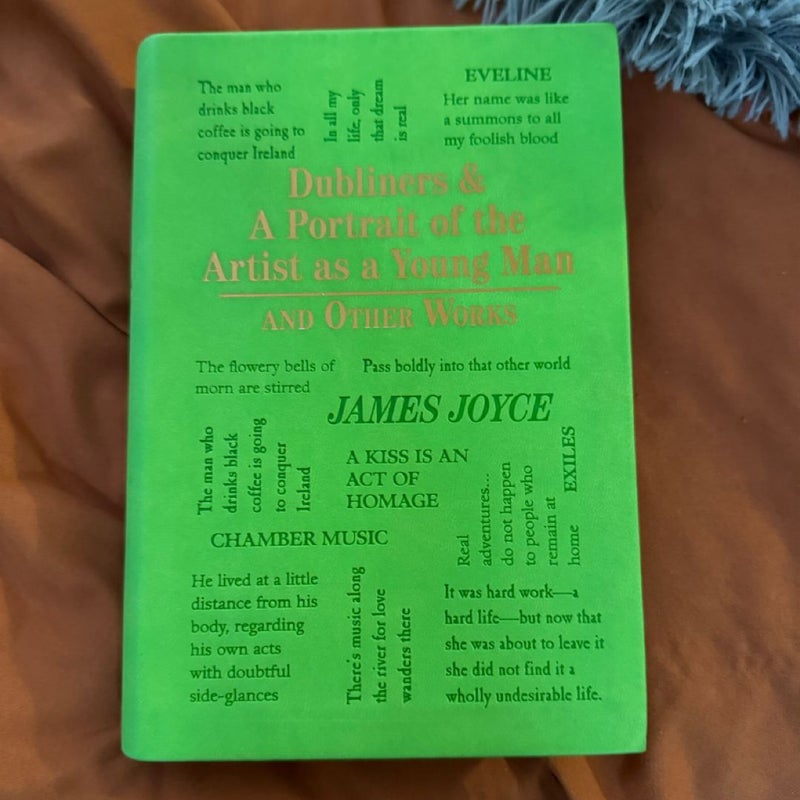 The man who
drinks black
coffee is going to
conquer Ireland
In all my
life, only
that dream
is real
EVELINE
Her name was like
a summons to all
my foolish blood
Dubliners &
A Portrait of the
Artist as a Young Man
AND OTHER WORKS
The flowery bells of
morn are stirred
Pass boldly into that other world
JAMES JOYCE
The man who
drinks black
coffee is going
to conquer
Ireland
A KISS IS AN
ACT OF
HOMAGE
Real
adventures...
do not happen
to people who
remain at
home
EXILES
CHAMBER MUSIC
He lived at a little
distance from his
body, regarding
his own acts
with doubtful
side-glances
There's music along
the river for love
wanders there
It was hard work—a
hard life—but now that
she was about to leave it
she did not find it a
wholly undesirable life.